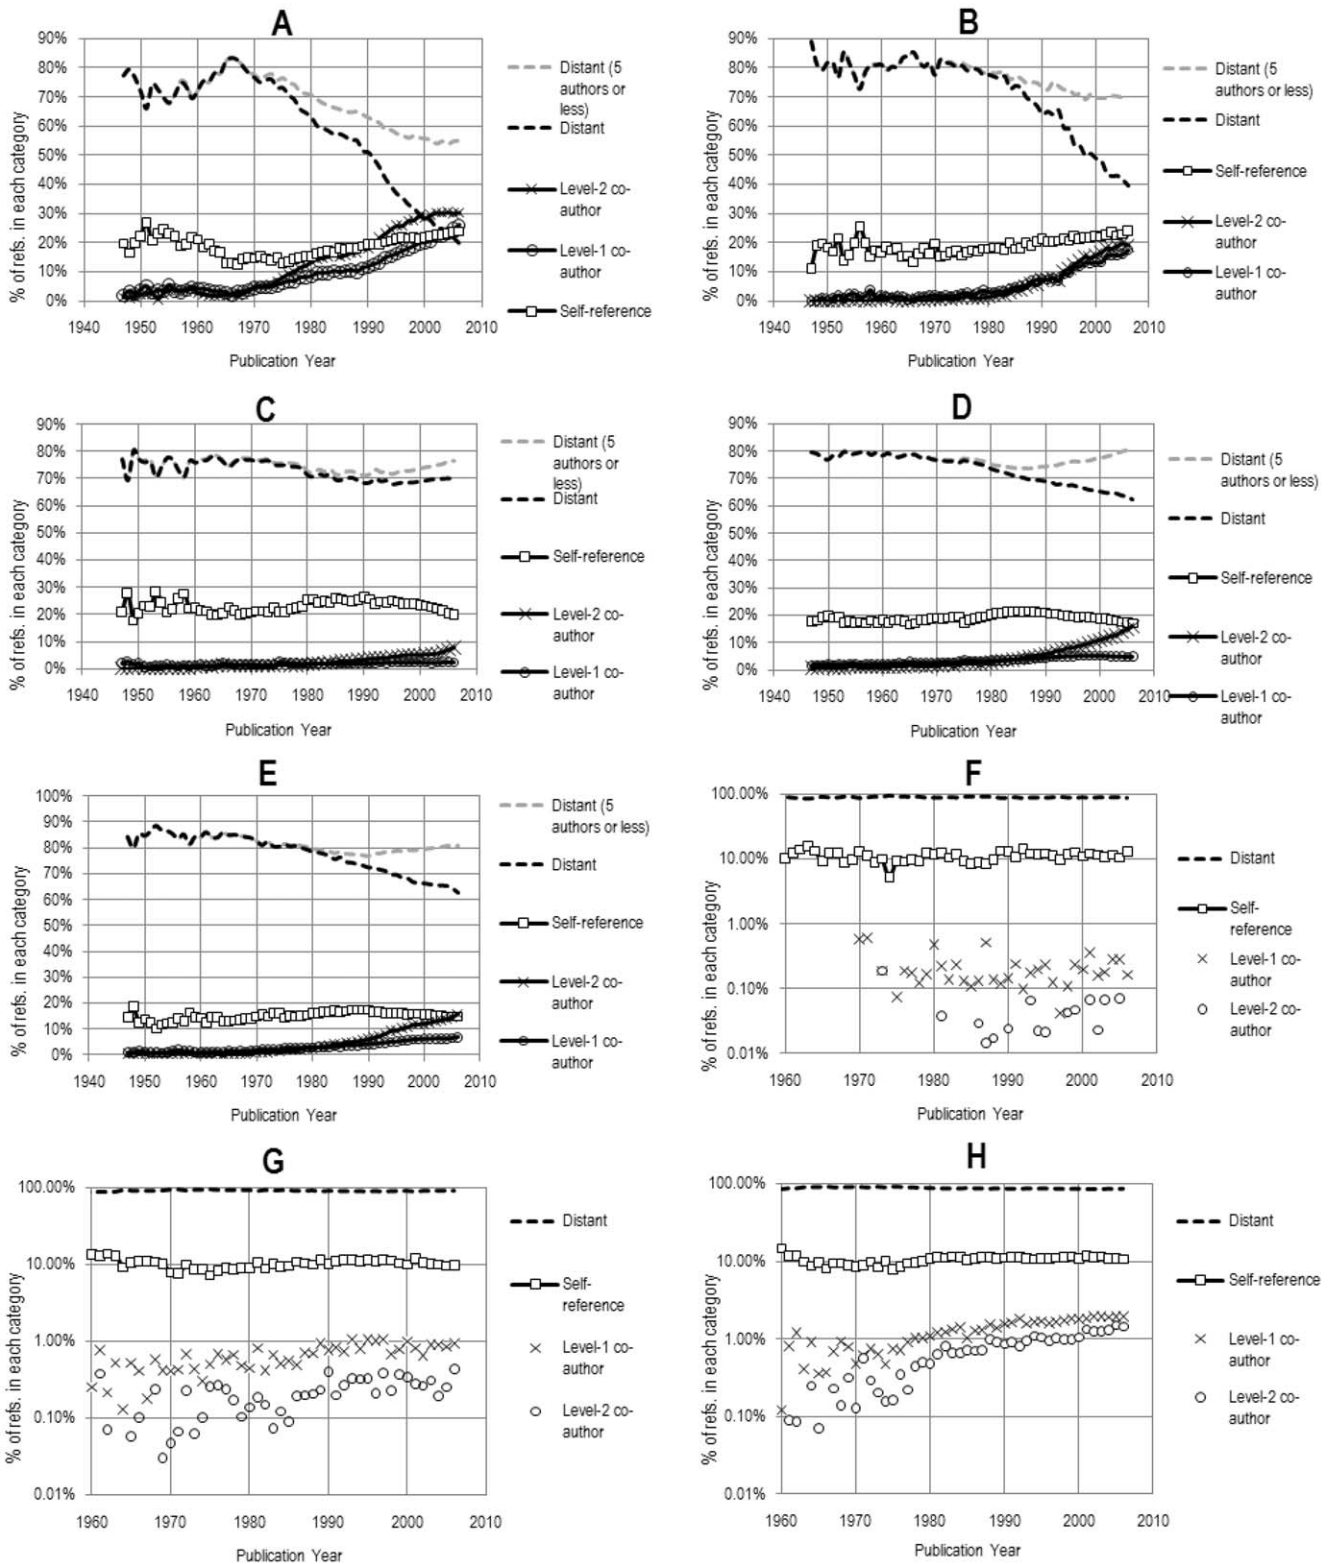 A
90%
80%
70%
60%
50%
40%
30%
20%
10%
0%
% of refs. in each category
1940 1950 1960 1970 1980 1990 2000 2010
Publication Year
Distant (5
authors or
less)
Distant
Level-2 co-
author
Level-1 co-
author
Self-reference
B
90%
80%
70%
60%
50%
40%
30%
20%
10%
0%
% of refs. in each category
1940 1950 1960 1970 1980 1990 2000 2010
Publication Year
Distant (5
authors or less)
Distant
Self-reference
Level-2 co-
author
Level-1 co-
author
C
90%
80%
70%
60%
50%
40%
30%
20%
10%
0%
% of refs. in each category
1940 1950 1960 1970 1980 1990 2000 2010
Publication Year
Distant (5
authors or
less)
Distant
Self-reference
Level-2 co-
author
Level-1 co-
author
D
90%
80%
70%
60%
50%
40%
30%
20%
10%
0%
% of refs. in each category
1940 1950 1960 1970 1980 1990 2000 2010
Publication Year
Distant (5
authors or less)
Distant
Self-reference
Level-2 co-
author
Level-1 co-
author
E
100%
90%
80%
70%
60%
50%
40%
30%
20%
10%
0%
% of refs. in each category
1940 1950 1960 1970 1980 1990 2000 2010
Publication Year
Distant (5
authors or less)
Distant
Self-reference
Level-2 co-
author
Level-1 co-
author
F
100.00%
10.00%
1.00%
0.10%
0.01%
% of refs. in each category
1960 1970 1980 1990 2000 2010
Publication Year
Distant
Self-
reference
Level-1 co-
author
Level-2 co-
author
G
100.00%
10.00%
1.00%
0.10%
0.01%
% of refs. in each category
1960 1970 1980 1990 2000 2010
Publication Year
Distant
Self-
reference
Level-1 co-
author
Level-2 co-
author
H
100.00%
10.00%
1.00%
0.10%
0.01%
% of refs. in each category
1960 1970 1980 1990 2000 2010
Publication Year
Distant
Self-reference
Level-1 co-
author
Level-2 co-
author